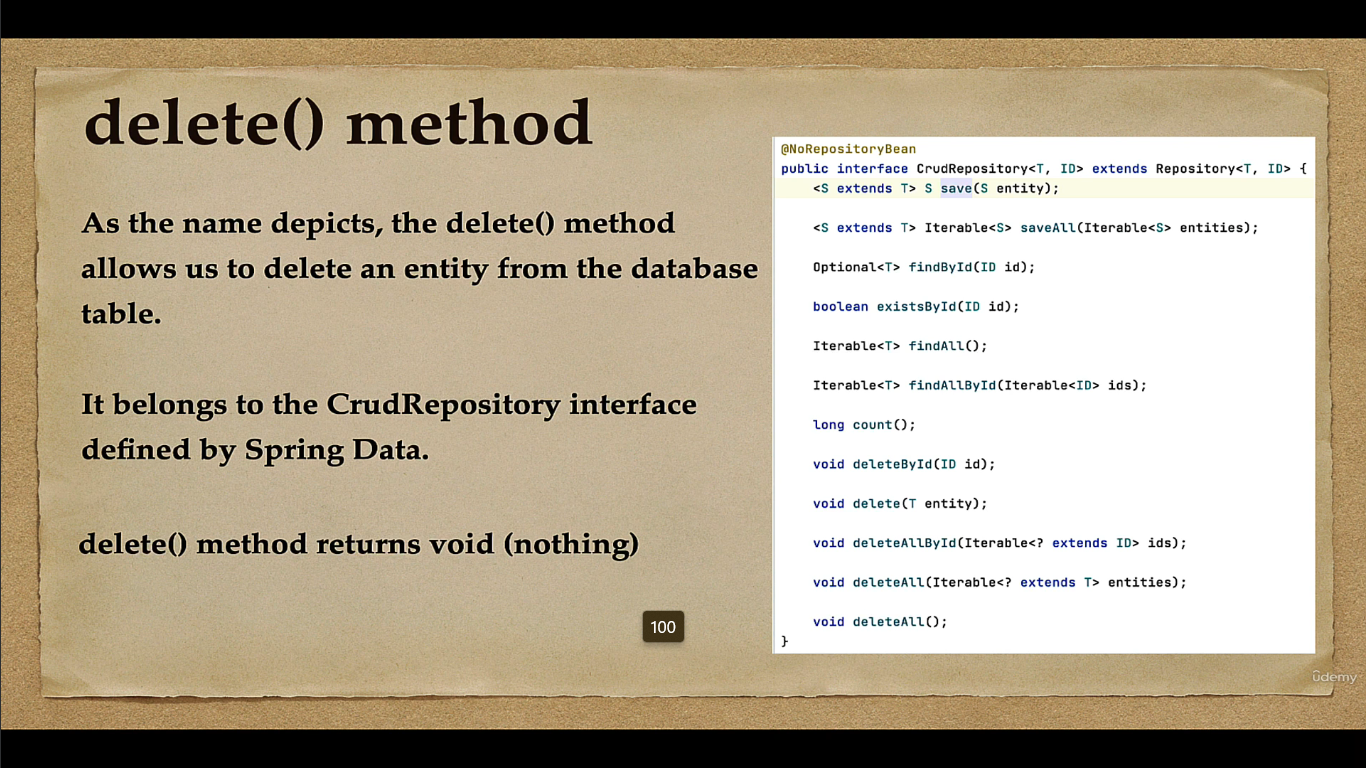 delete() method
As the name depicts, the delete() method
allows us to delete an entity from the database
table.
It belongs to the CrudRepository interface
defined by Spring Data.
delete() method returns void (nothing)
@NoRepositoryBean
public interface CrudRepository<T, ID> extends Repository<T, ID> {
<S extends T> S save(S entity);
<S extends T> Iterable<S> saveAll(Iterable<S> entities);
Optional<T> findById(ID id);
boolean existsById(ID id);
Iterable<T> findAll();
Iterable<T> findAllById(Iterable<ID> ids);
long count();
void deleteById(ID id);
void delete(T entity);
void deleteAllById(Iterable<? extends ID> ids);
void deleteAll(Iterable<? extends T> entities);
void deleteAll();
}
100
ûdemy